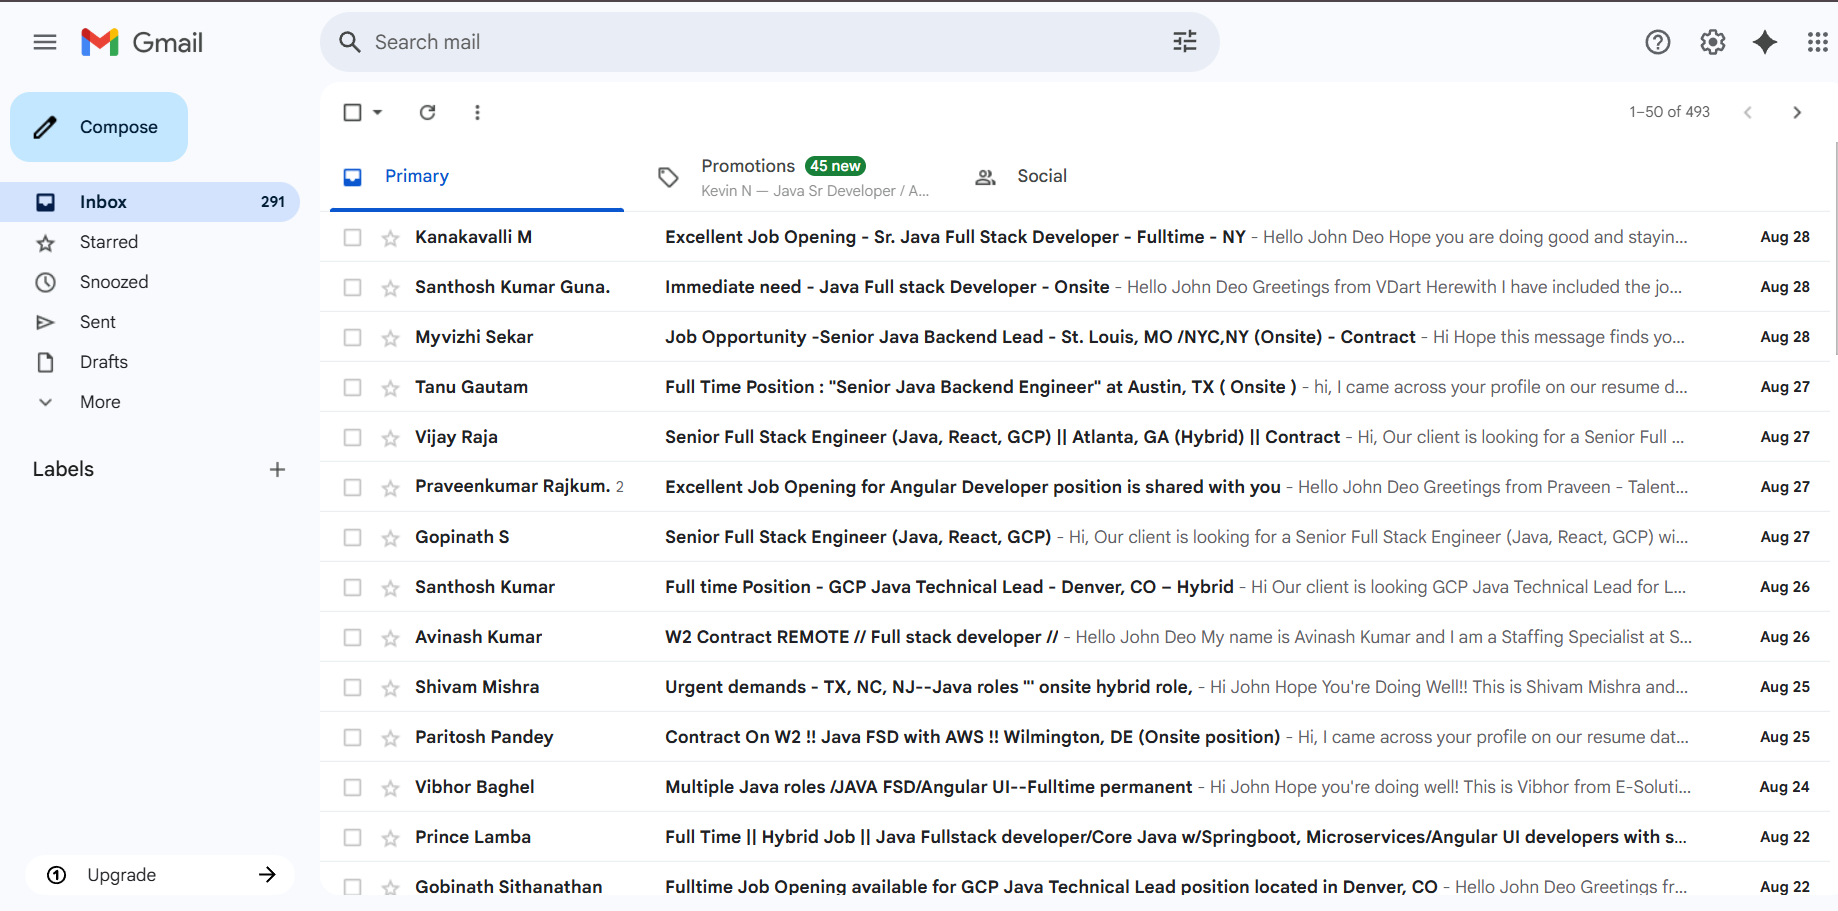 Gmail
Search mail
Compose
1–50 of 493
Primary
Promotions 45 new
Kevin N — Java Sr Developer / A...
Social
Inbox 291
Starred
Snoozed
Sent
Drafts
More
Labels
Kanakavalli M Excellent Job Opening - Sr. Java Full Stack Developer - Fulltime - NY - Hello John Deo Hope you are doing good and stayin... Aug 28
Santhosh Kumar Guna. Immediate need - Java Full stack Developer - Onsite - Hello John Deo Greetings from VDart Herewith I have included the jo... Aug 28
Myvizhi Sekar Job Opportunity -Senior Java Backend Lead - St. Louis, MO /NYC,NY (Onsite) - Contract - Hi Hope this message finds yo... Aug 28
Tanu Gautam Full Time Position : "Senior Java Backend Engineer" at Austin, TX ( Onsite ) - hi, I came across your profile on our resume d... Aug 27
Vijay Raja Senior Full Stack Engineer (Java, React, GCP) || Atlanta, GA (Hybrid) || Contract - Hi, Our client is looking for a Senior Full ... Aug 27
Praveenkumar Rajkum. 2 Excellent Job Opening for Angular Developer position is shared with you - Hello John Deo Greetings from Praveen - Talent... Aug 27
Gopinath S Senior Full Stack Engineer (Java, React, GCP) - Hi, Our client is looking for a Senior Full Stack Engineer (Java, React, GCP) wi... Aug 27
Santhosh Kumar Full time Position - GCP Java Technical Lead - Denver, CO – Hybrid - Hi Our client is looking GCP Java Technical Lead for L... Aug 26
Avinash Kumar W2 Contract REMOTE // Full stack developer // - Hello John Deo My name is Avinash Kumar and I am a Staffing Specialist at S... Aug 26
Shivam Mishra Urgent demands - TX, NC, NJ--Java roles "' onsite hybrid role, - Hi John Hope You're Doing Well!! This is Shivam Mishra and... Aug 25
Paritosh Pandey Contract On W2 !! Java FSD with AWS !! Wilmington, DE (Onsite position) - Hi, I came across your profile on our resume dat... Aug 25
Vibhor Baghel Multiple Java roles /JAVA FSD/Angular UI--Fulltime permanent - Hi John Hope you're doing well! This is Vibhor from E-Soluti... Aug 24
Prince Lamba Full Time || Hybrid Job || Java Fullstack developer/Core Java w/Springboot, Microservices/Angular UI developers with s... Aug 22
Gobinath Sithanathan Fulltime Job Opening available for GCP Java Technical Lead position located in Denver, CO - Hello John Deo Greetings fr... Aug 22
Upgrade